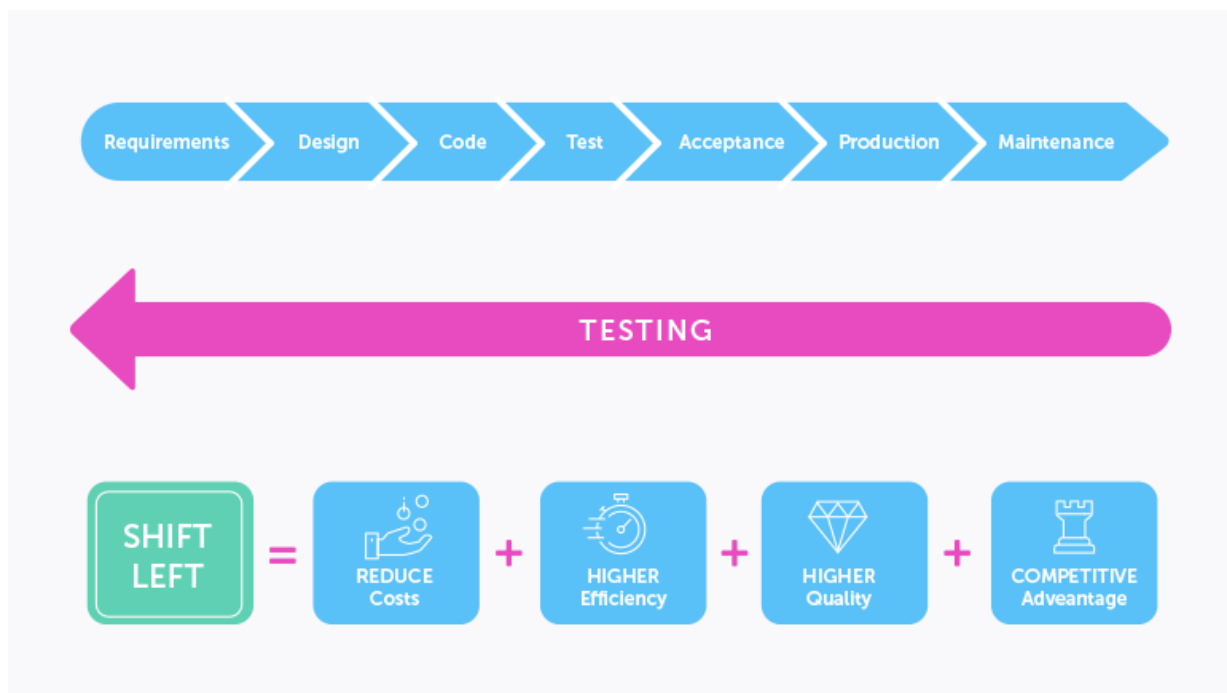 Requirements Design Code Test Acceptance Production Maintenance
TESTING
SHIFT
LEFT
=
REDUCE
Costs
+
HIGHER
Efficiency
+
HIGHER
Quality
+
COMPETITIVE
Adveantage